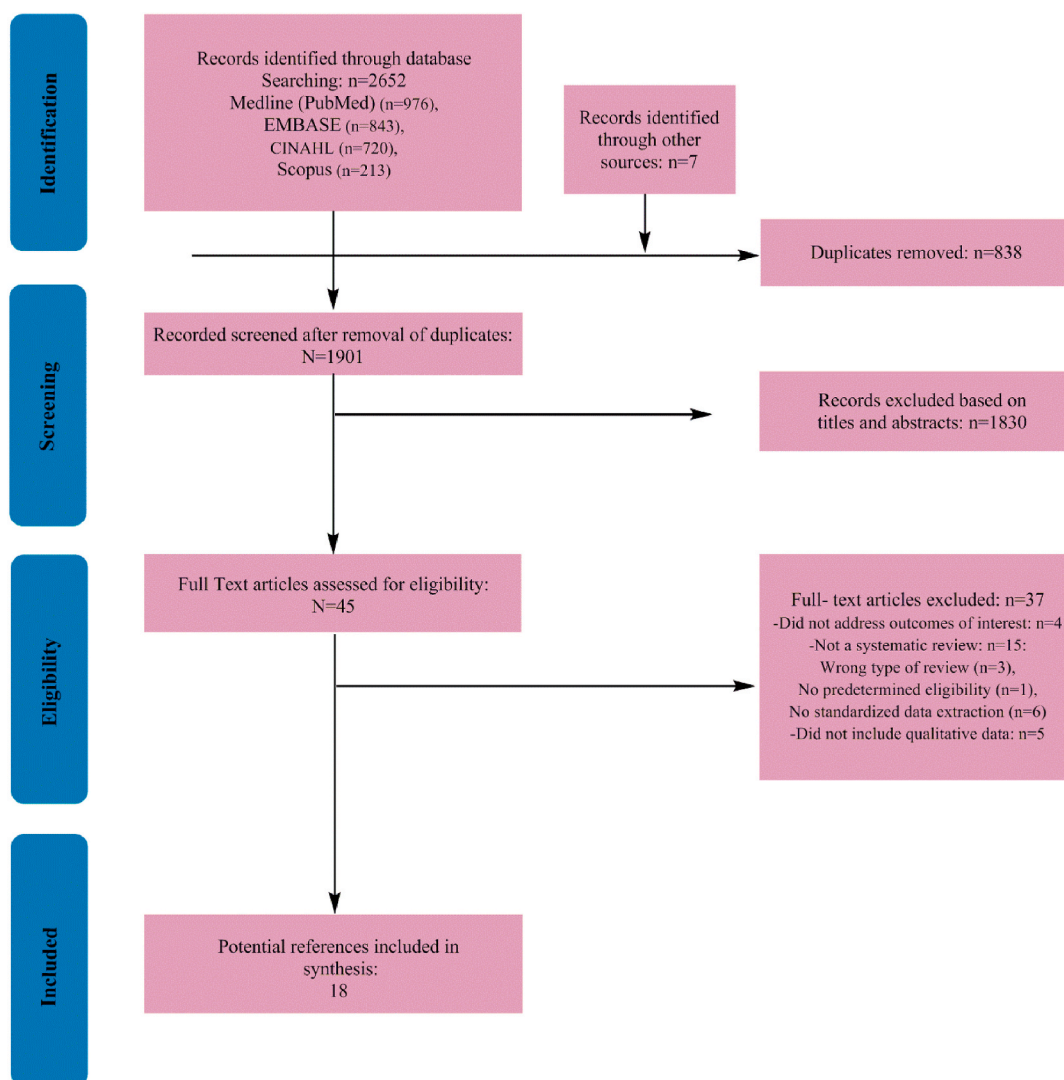 Identification
Records identified through database
Searching: n=2652
Medline (PubMed) (n=976),
EMBASE (n=843),
CINAHL (n=720),
Scopus (n=213)
Records identified
through other
sources: n=7
Duplicates removed: n=838
Screening
Recorded screened after removal of duplicates:
N=1901
Records excluded based on
titles and abstracts: n=1830
Eligibility
Full Text articles assessed for eligibility:
N=45
Full- text articles excluded: n=37
-Did not address outcomes of interest: n=4
-Not a systematic review: n=15:
Wrong type of review (n=3),
No predetermined eligibility (n=1),
No standardized data extraction (n=6)
-Did not include qualitative data: n=5
Included
Potential references included in
synthesis:
18